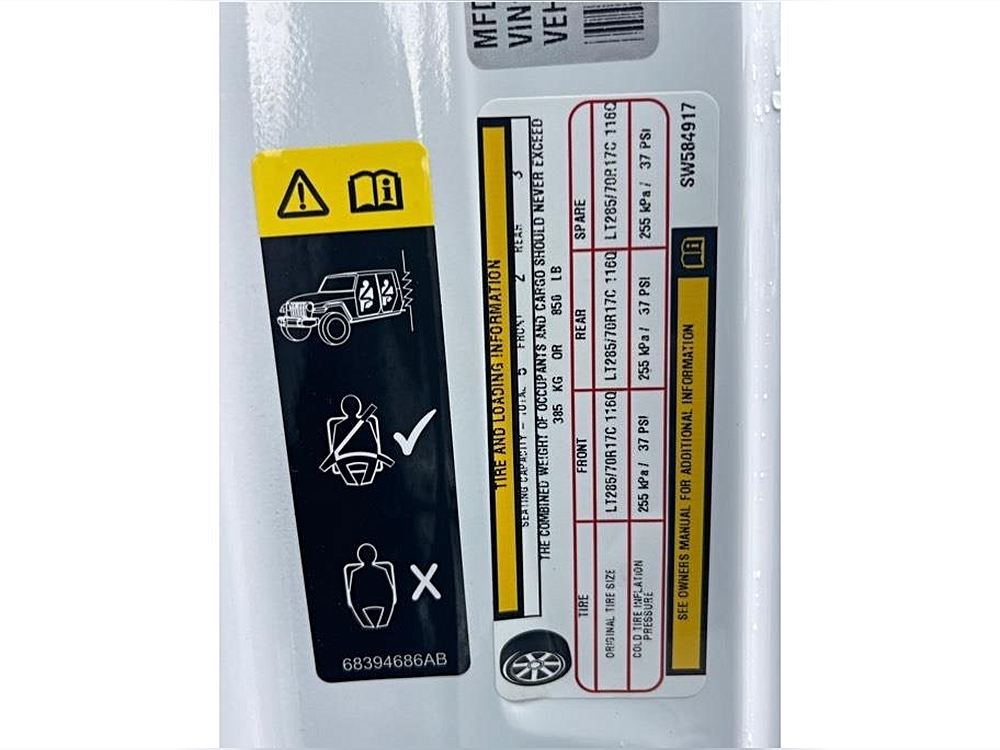 MFD
VIN
VEH
68394686AB
TIRE AND LOADING INFORMATION
SEATING CAPACITY – TOTAL 5 FRONT 2 REAR 3
THE COMBINED WEIGHT OF OCCUPANTS AND CARGO SHOULD NEVER EXCEED
385 KG OR 850 LB
TIRE FRONT REAR SPARE
ORIGINAL TIRE SIZE LT285/70R17C 116Q LT285/70R17C 116Q LT285/70R17C 116Q
COLD TIRE INFLATION PRESSURE 255 kPa / 37 PSI 255 kPa / 37 PSI 255 kPa / 37 PSI
SEE OWNERS MANUAL FOR ADDITIONAL INFORMATION
SW584917